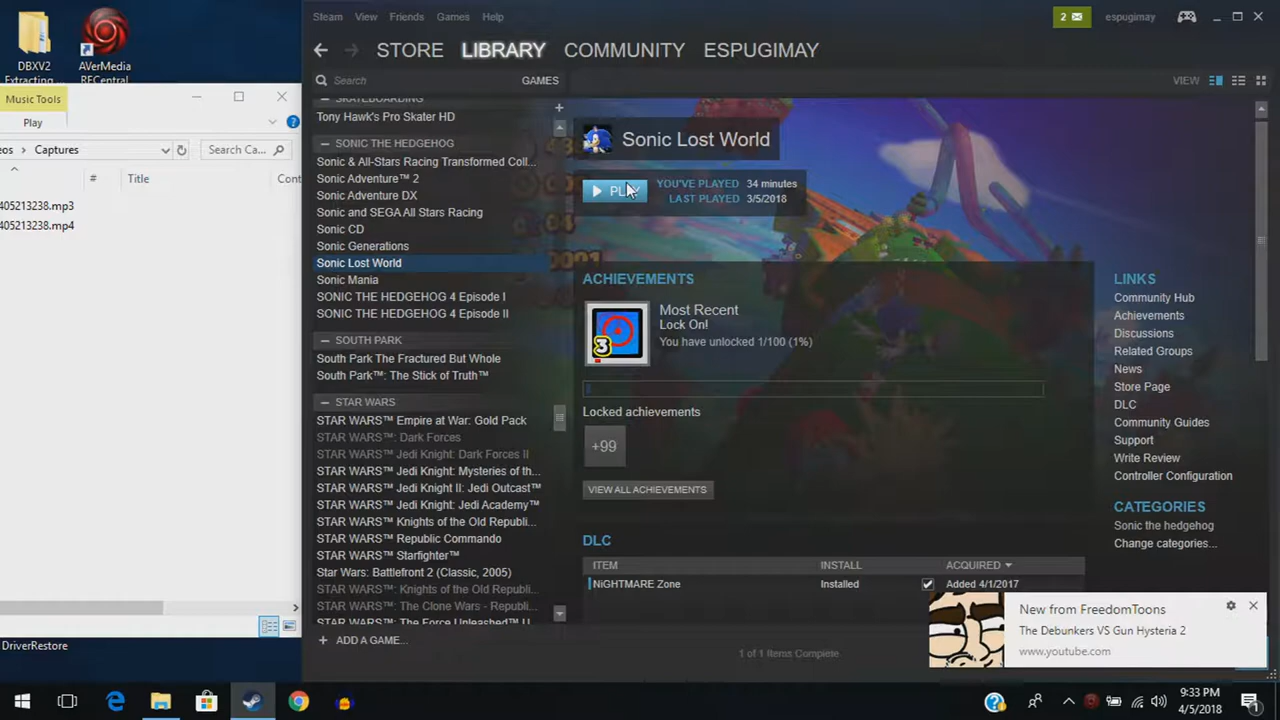 DBXV2
Extracting...
AVerMedia
RECentral
Music Tools
Play
eos > Captures
Search Ca...
# Title Cont
405213238.mp3
405213238.mp4
DriverRestore
Steam View Friends Games Help
2
espugimay
STORE LIBRARY COMMUNITY ESPUGIMAY
Search
GAMES
VIEW
SKATEBOARDING
Tony Hawk's Pro Skater HD
SONIC THE HEDGEHOG
Sonic & All-Stars Racing Transformed Coll...
Sonic Adventure™ 2
Sonic Adventure DX
Sonic and SEGA All Stars Racing
Sonic CD
Sonic Generations
Sonic Lost World
Sonic Mania
SONIC THE HEDGEHOG 4 Episode I
SONIC THE HEDGEHOG 4 Episode II
SOUTH PARK
South Park The Fractured But Whole
South Park™: The Stick of Truth™
STAR WARS
STAR WARS™ Empire at War: Gold Pack
STAR WARS™: Dark Forces
STAR WARS™ Jedi Knight: Dark Forces II
STAR WARS™ Jedi Knight: Mysteries of th...
STAR WARS™ Jedi Knight II: Jedi Outcast™
STAR WARS™ Jedi Knight: Jedi Academy™
STAR WARS™ Knights of the Old Republi...
STAR WARS™ Republic Commando
STAR WARS™ Starfighter™
Star Wars: Battlefront 2 (Classic, 2005)
STAR WARS™: Knights of the Old Republi...
STAR WARS™: The Clone Wars - Republi...
STAR WARS™: The Force Unleashed™ U...
+ ADD A GAME...
Sonic Lost World
PLAY
YOU'VE PLAYED 34 minutes
LAST PLAYED 3/5/2018
ACHIEVEMENTS
3
Most Recent
Lock On!
You have unlocked 1/100 (1%)
Locked achievements
+99
VIEW ALL ACHIEVEMENTS
DLC
ITEM INSTALL ACQUIRED
NiGHTMARE Zone Installed Added 4/1/2017
1 of 1 Items Complete
LINKS
Community Hub
Achievements
Discussions
Related Groups
News
Store Page
DLC
Community Guides
Support
Write Review
Controller Configuration
CATEGORIES
Sonic the hedgehog
Change categories...
New from FreedomToons
The Debunkers VS Gun Hysteria 2
www.youtube.com
9:33 PM
4/5/2018
1